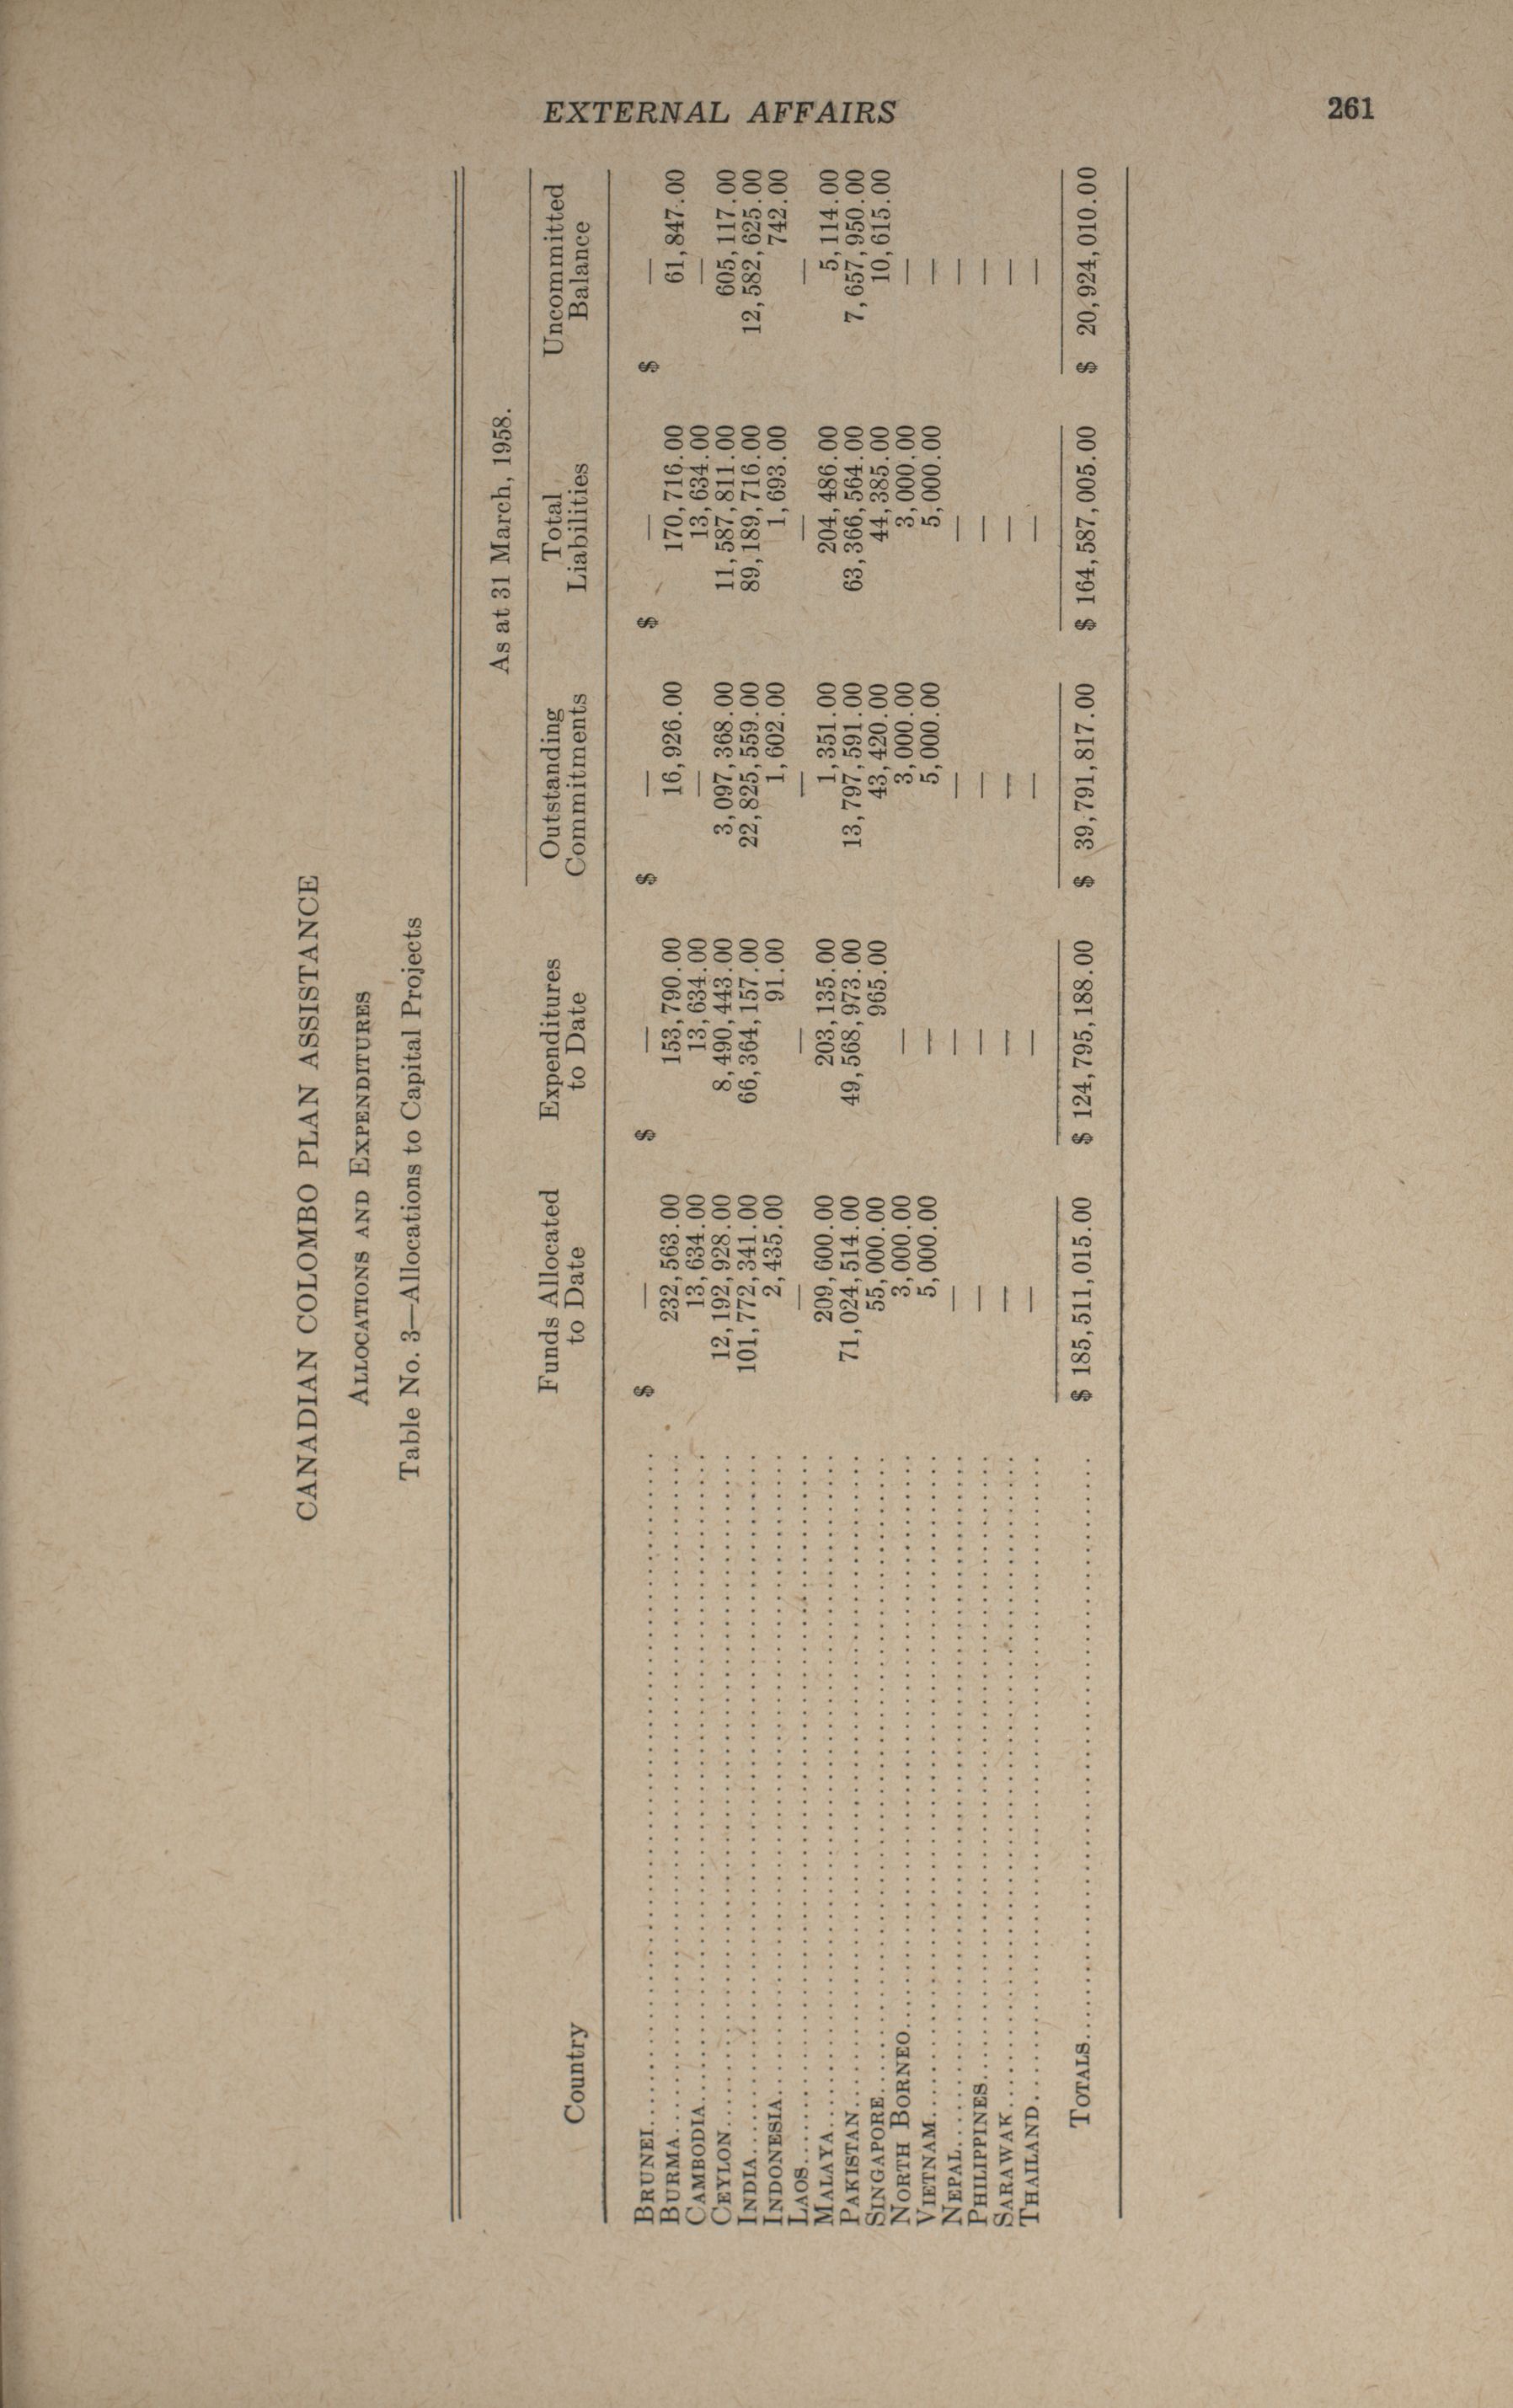 EXTERNAL AFFAIRS 261
CANADIAN COLOMBO PLAN ASSISTANCE
ALLOCATIONS AND EXPENDITURES
Table No. 3—Allocations to Capital Projects
As at 31 March, 1958.
Country Funds Allocated to Date Expenditures to Date Outstanding Commitments Total Liabilities Uncommitted Balance
BRUNEI $ — $ — $ — $ — $ —
BURMA 232,563.00 153,790.00 16,926.00 170,716.00 61,847.00
CAMBODIA 13,634.00 13,634.00 — 13,634.00 —
CEYLON 12,192,928.00 8,490,443.00 3,097,368.00 11,587,811.00 605,117.00
INDIA 101,772,341.00 66,364,157.00 22,825,559.00 89,189,716.00 12,582,625.00
INDONESIA 2,435.00 91.00 1,602.00 1,693.00 742.00
LAOS — — — — —
MALAYA 209,600.00 203,135.00 1,351.00 204,486.00 5,114.00
PAKISTAN 71,024,514.00 49,568,973.00 13,797,591.00 63,366,564.00 7,657,950.00
SINGAPORE 55,000.00 965.00 43,420.00 44,385.00 10,615.00
NORTH BORNEO 3,000.00 — 3,000.00 3,000.00 —
VIETNAM 5,000.00 — 5,000.00 5,000.00 —
NEPAL — — — — —
PHILIPPINES — — — — —
SARAWAK — — — — —
THAILAND — — — — —
TOTALS $ 185,511,015.00 $ 124,795,188.00 $ 39,791,817.00 $ 164,587,005.00 $ 20,924,010.00